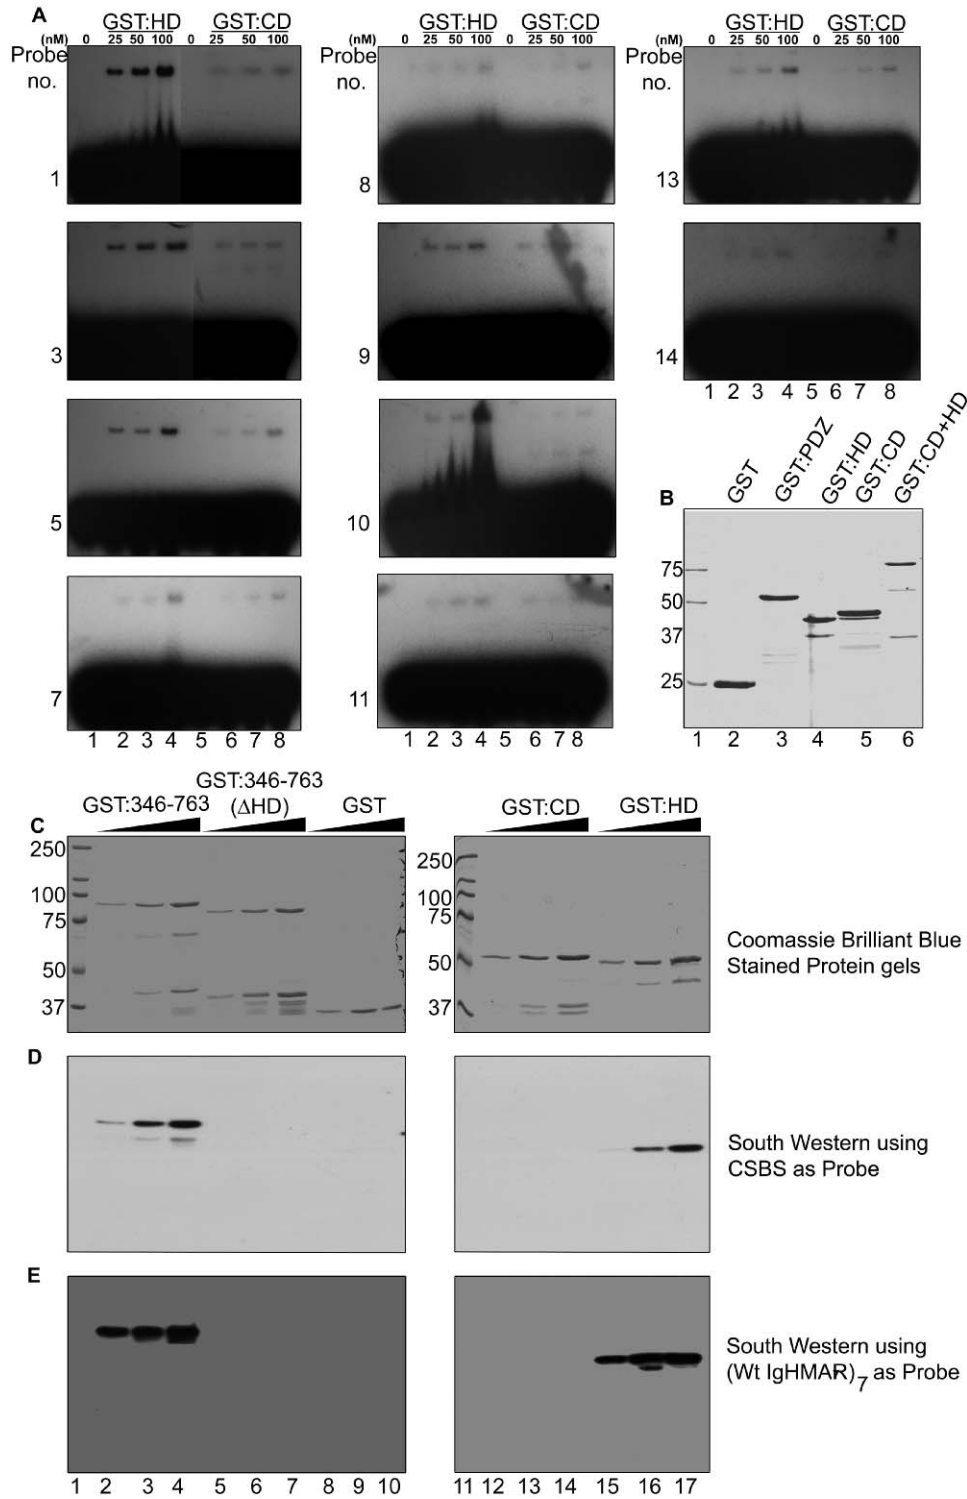 A
GST:HD GST:CD
(nM) 0 25 50 100 0 25 50 100
Probe no.
1
3
5
7
1 2 3 4 5 6 7 8
GST:HD GST:CD
(nM) 0 25 50 100 0 25 50 100
Probe no.
8
9
10
11
1 2 3 4 5 6 7 8
GST:HD GST:CD
(nM) 0 25 50 100 0 25 50 100
Probe no.
13
14
1 2 3 4 5 6 7 8
B
GST GST:PDZ GST:HD GST:CD GST:CD+HD
75
50
37
25
1 2 3 4 5 6
C
GST:346-763 GST:346-763 (ΔHD) GST
250
100
75
50
37
GST:CD GST:HD
250
100
75
50
37
Coomassie Brilliant Blue
Stained Protein gels
D
South Western using
CSBS as Probe
E
South Western using
(Wt IgHMAR)7 as Probe
1 2 3 4 5 6 7 8 9 10
11 12 13 14 15 16 17